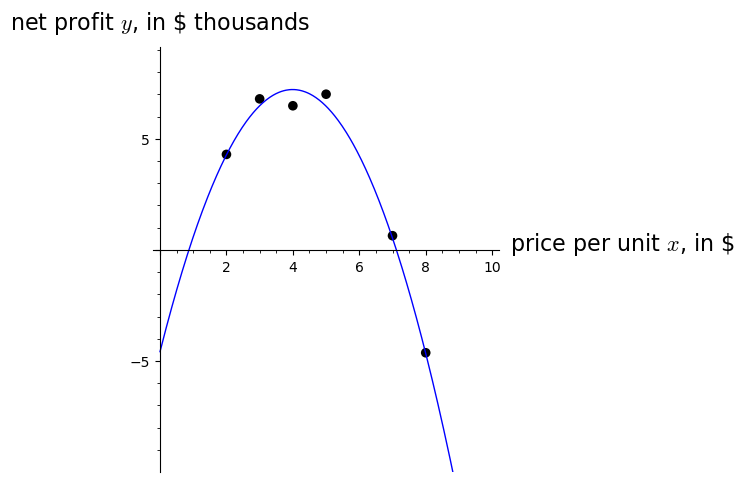 net profit y, in $ thousands
5
price per unit x, in $
2 4 6 8 10
−5